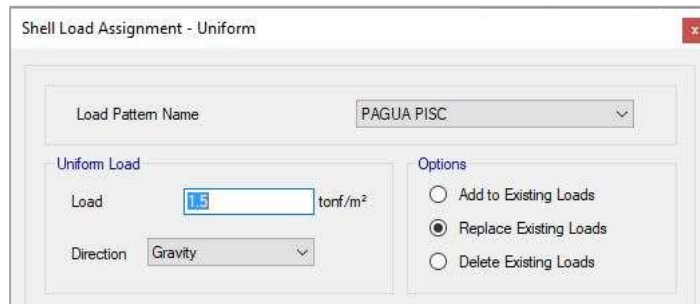 Shell Load Assignment - Uniform
x
Load Pattern Name
PAGUA PISC
Uniform Load
Load
1.5
tonf/m²
Direction
Gravity
Options
Add to Existing Loads
Replace Existing Loads
Delete Existing Loads